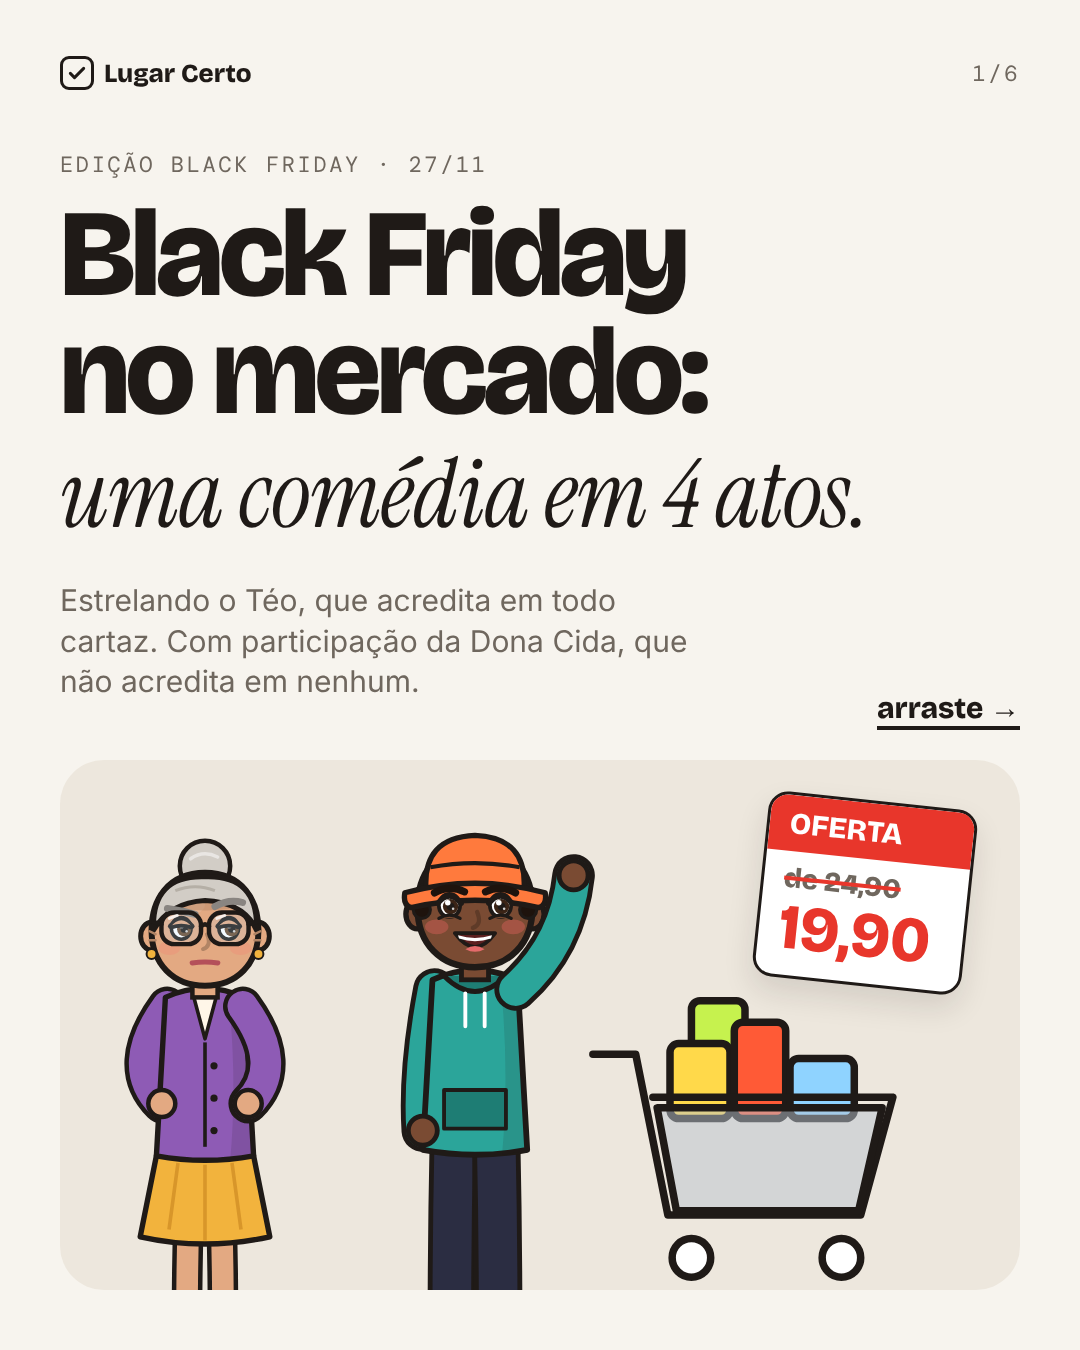 Lugar Certo
1/6
EDIÇÃO BLACK FRIDAY · 27/11
Black Friday
no mercado:
uma comédia em 4 atos.
Estrelando o Téo, que acredita em todo
cartaz. Com participação da Dona Cida, que
não acredita em nenhum.
arraste →
OFERTA
de 24,90
19,90